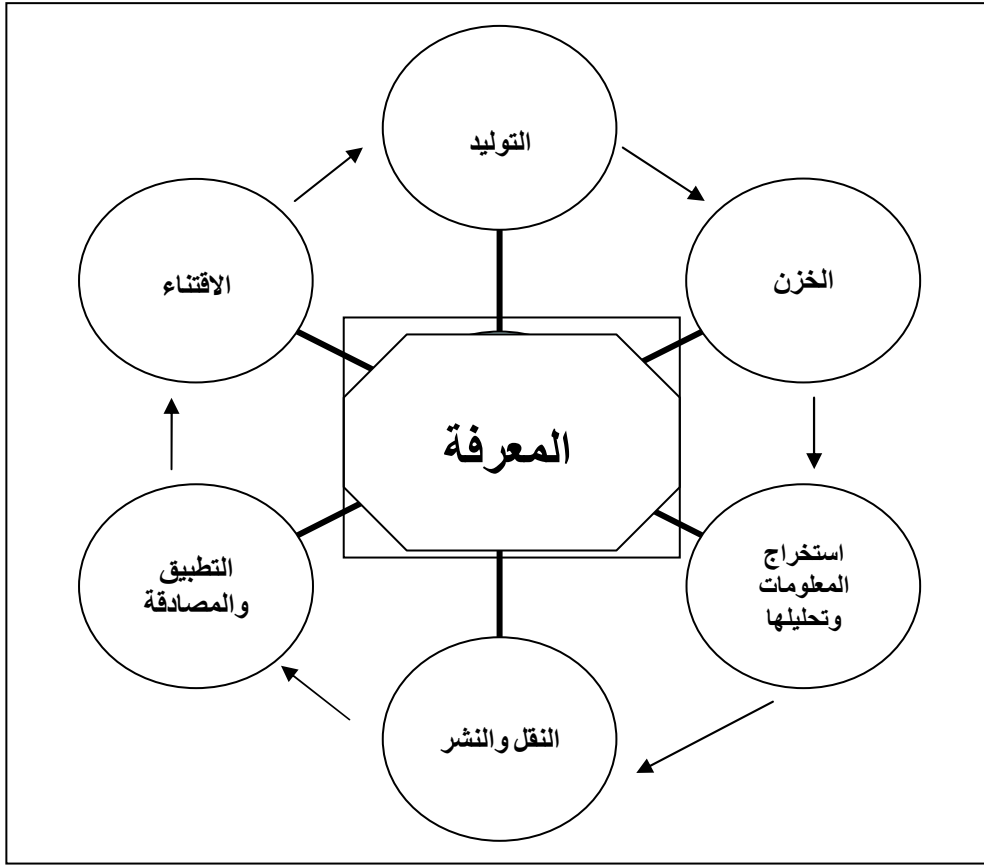 التوليد
الخزن
الاقتناء
المعرفة
استخراج
المعلومات
وتحليلها
التطبيق
والمصادقة
النقل والنشر